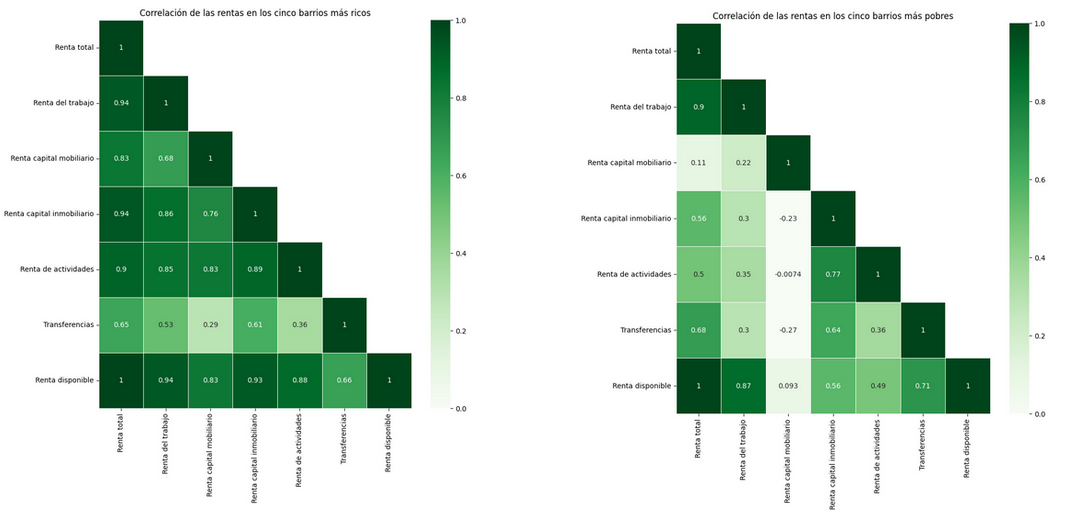 Correlación de las rentas en los cinco barrios más ricos
Renta total
1
Renta del trabajo
0.94 1
Renta capital mobiliario
0.83 0.68 1
Renta capital inmobiliario
0.94 0.86 0.76 1
Renta de actividades
0.9 0.85 0.83 0.89 1
Transferencias
0.65 0.53 0.29 0.61 0.36 1
Renta disponible
1 0.94 0.83 0.93 0.88 0.66 1
Renta total
Renta del trabajo
Renta capital mobiliario
Renta capital inmobiliario
Renta de actividades
Transferencias
Renta disponible
1.0
0.8
0.6
0.4
0.2
0.0
Correlación de las rentas en los cinco barrios más pobres
Renta total
1
Renta del trabajo
0.9 1
Renta capital mobiliario
0.11 0.22 1
Renta capital inmobiliario
0.56 0.3 -0.23 1
Renta de actividades
0.5 0.35 -0.0074 0.77 1
Transferencias
0.68 0.3 -0.27 0.64 0.36 1
Renta disponible
1 0.87 0.093 0.56 0.49 0.71 1
Renta total
Renta del trabajo
Renta capital mobiliario
Renta capital inmobiliario
Renta de actividades
Transferencias
Renta disponible
1.0
0.8
0.6
0.4
0.2
0.0